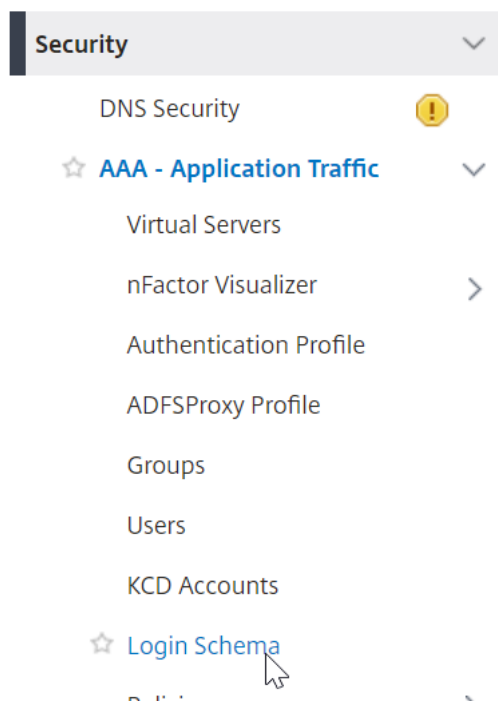 Security
DNS Security
AAA - Application Traffic
Virtual Servers
nFactor Visualizer
Authentication Profile
ADFSProxy Profile
Groups
Users
KCD Accounts
Login Schema